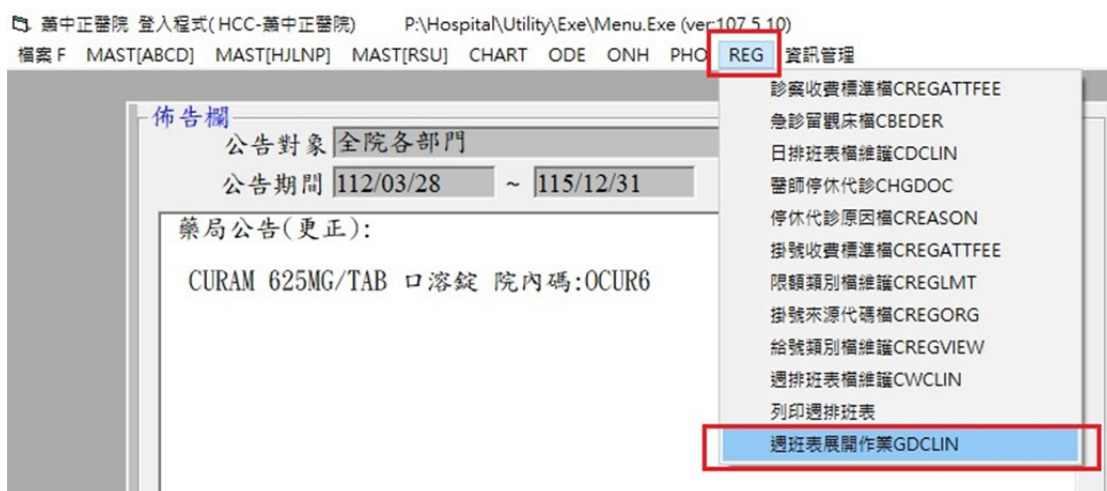 蕭中正醫院 登入程式(HCC-蕭中正醫院) P:\Hospital\Utility\Exe\Menu.Exe (ver:107.5.10)
檔案F MAST[ABCD] MAST[HJLNP] MAST[RSU] CHART ODE ONH PHO REG 資訊管理
診察收費標準檔CREGATTFEE
急診留觀床檔CBEDER
日排班表檔維護CDCLIN
醫師停休代診CHGDOC
停休代診原因檔CREASON
掛號收費標準檔CREGATTFEE
限額類別檔維護CREGLMT
掛號來源代碼檔CREGORG
給號類別檔維護CREGVIEW
週排班表檔維護CWCLIN
列印週排班表
週班表展開作業GDCLIN
佈告欄
公告對象 全院各部門
公告期間 112/03/28 ~ 115/12/31
藥局公告(更正):
CURAM 625MG/TAB 口溶錠 院內碼:OCUR6